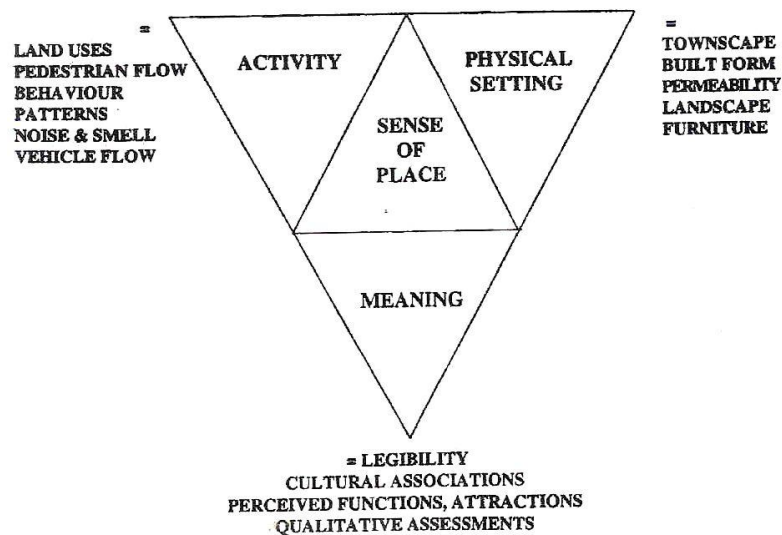 =
LAND USES
PEDESTRIAN FLOW
BEHAVIOUR
PATTERNS
NOISE & SMELL
VEHICLE FLOW
ACTIVITY
PHYSICAL
SETTING
=
TOWNSCAPE
BUILT FORM
PERMEABILITY
LANDSCAPE
FURNITURE
SENSE
OF
PLACE
MEANING
= LEGIBILITY
CULTURAL ASSOCIATIONS
PERCEIVED FUNCTIONS, ATTRACTIONS
QUALITATIVE ASSESSMENTS